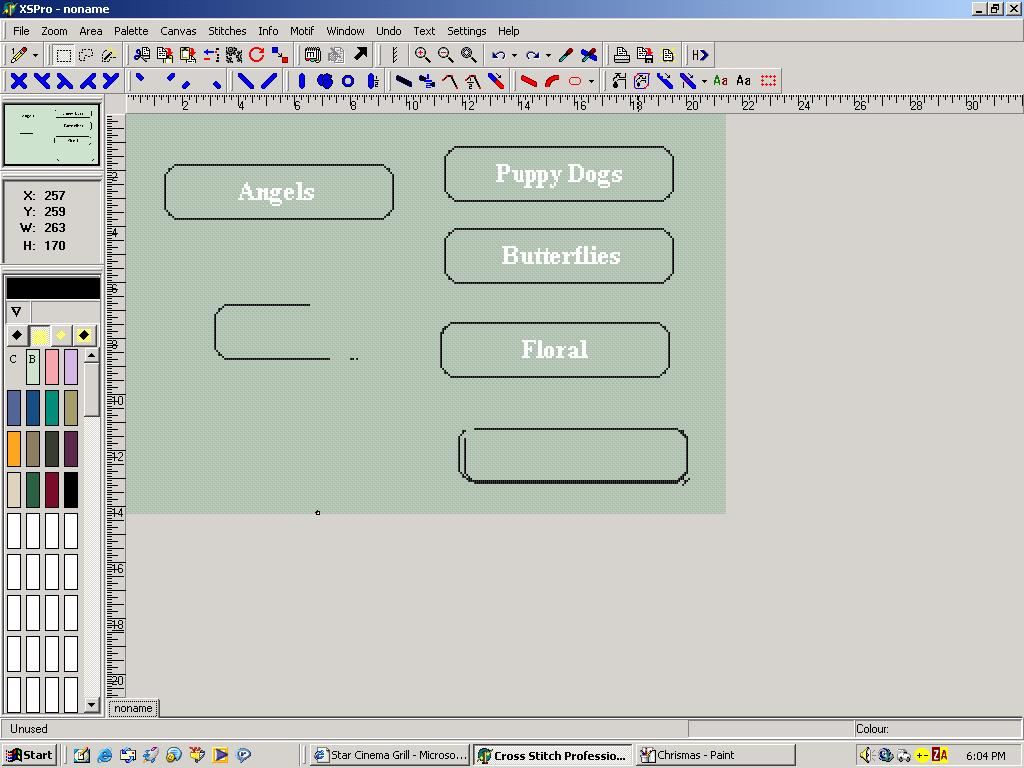 XSPro - noname
File Zoom Area Palette Canvas Stitches Info Motif Window Undo Text Settings Help
H
Aa Aa
2 4 6 8 10 12 14 16 18 20 22 24 26 28 30
X: 257
Y: 259
W: 263
H: 170
C B
2
4
6
8
10
12
14
16
18
20
Angels
Puppy Dogs
Butterflies
Floral
noname
Unused
Colour:
Start
Star Cinema Grill - Microso...
Cross Stitch Professio...
Chrismas - Paint
ZA
6:04 PM